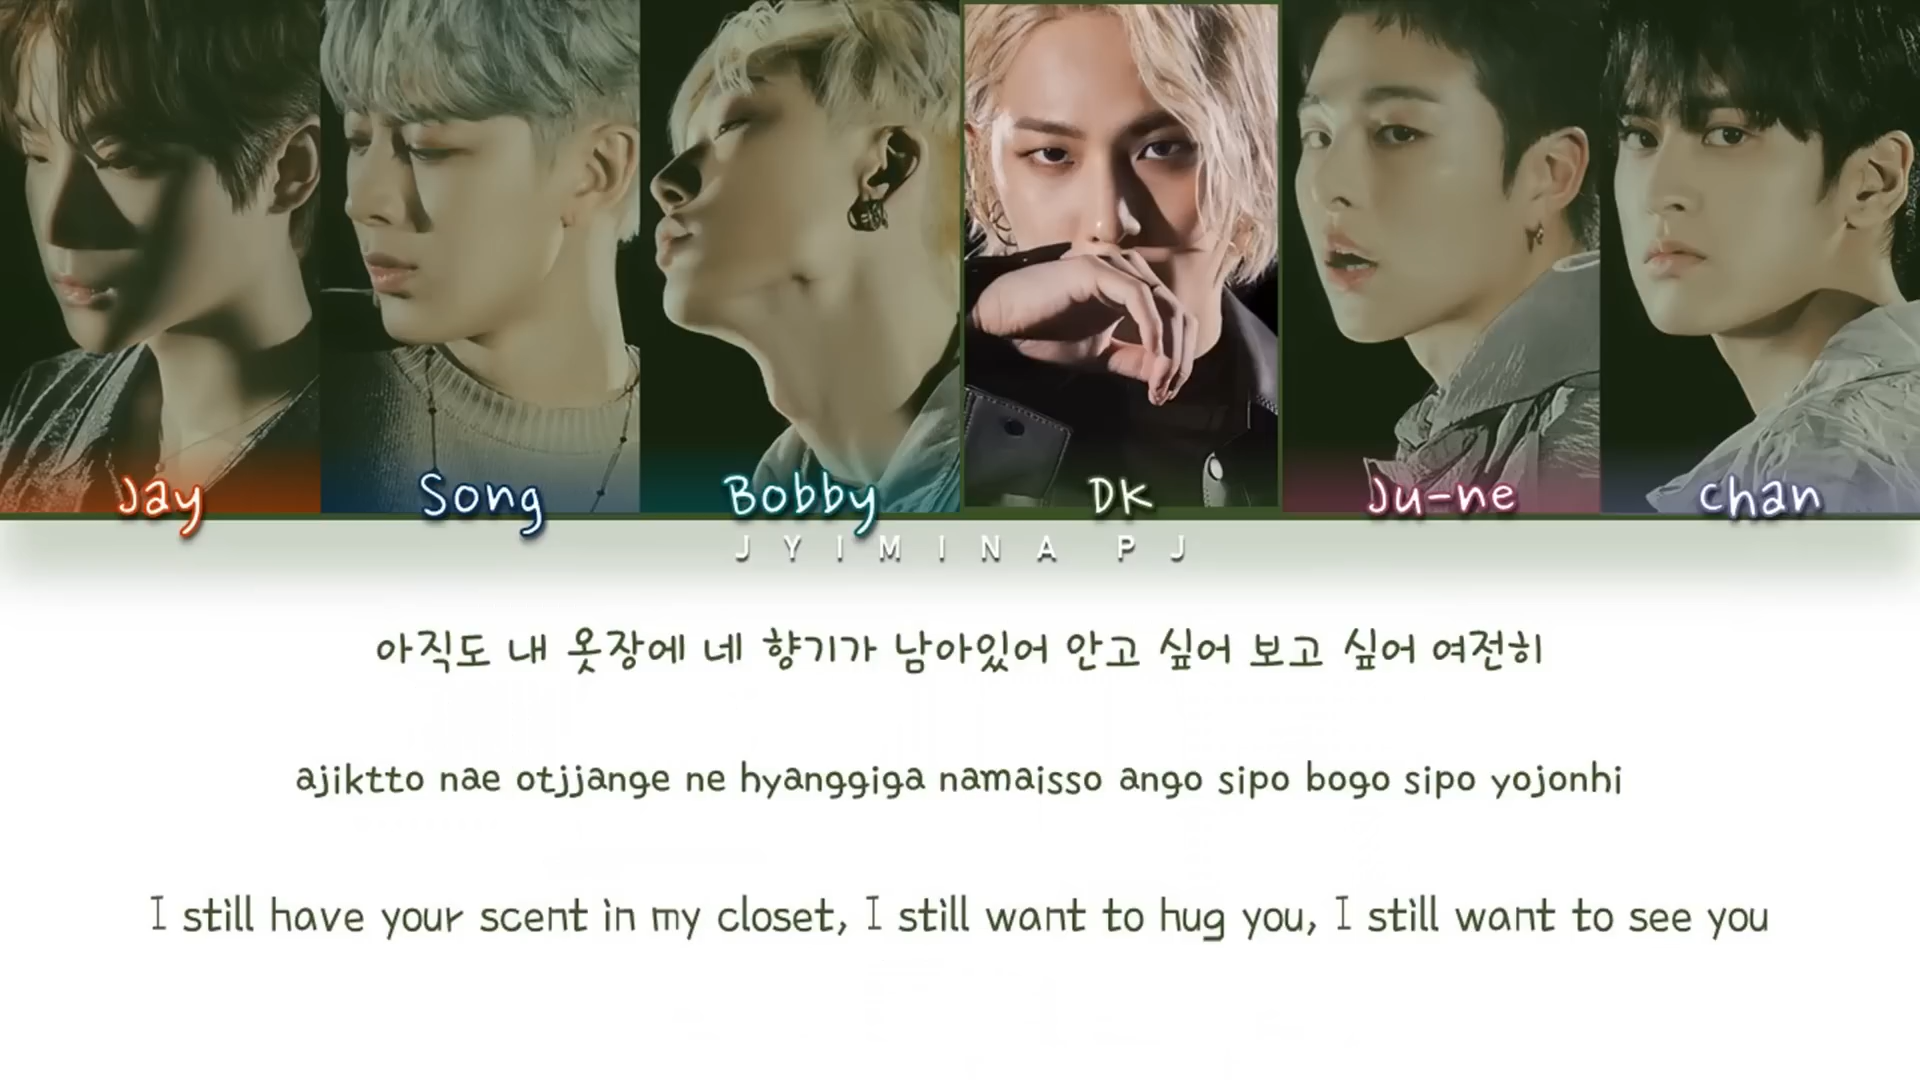 Jay Song Bobby DK Ju-ne chan
JYIMINA PJ
아직도 내 옷장에 네 향기가 남아있어 안고 싶어 보고 싶어 여전히
ajiktto nae otjjange ne hyanggiga namaisso ango sipo bogo sipo yojonhi
I still have your scent in my closet, I still want to hug you, I still want to see you